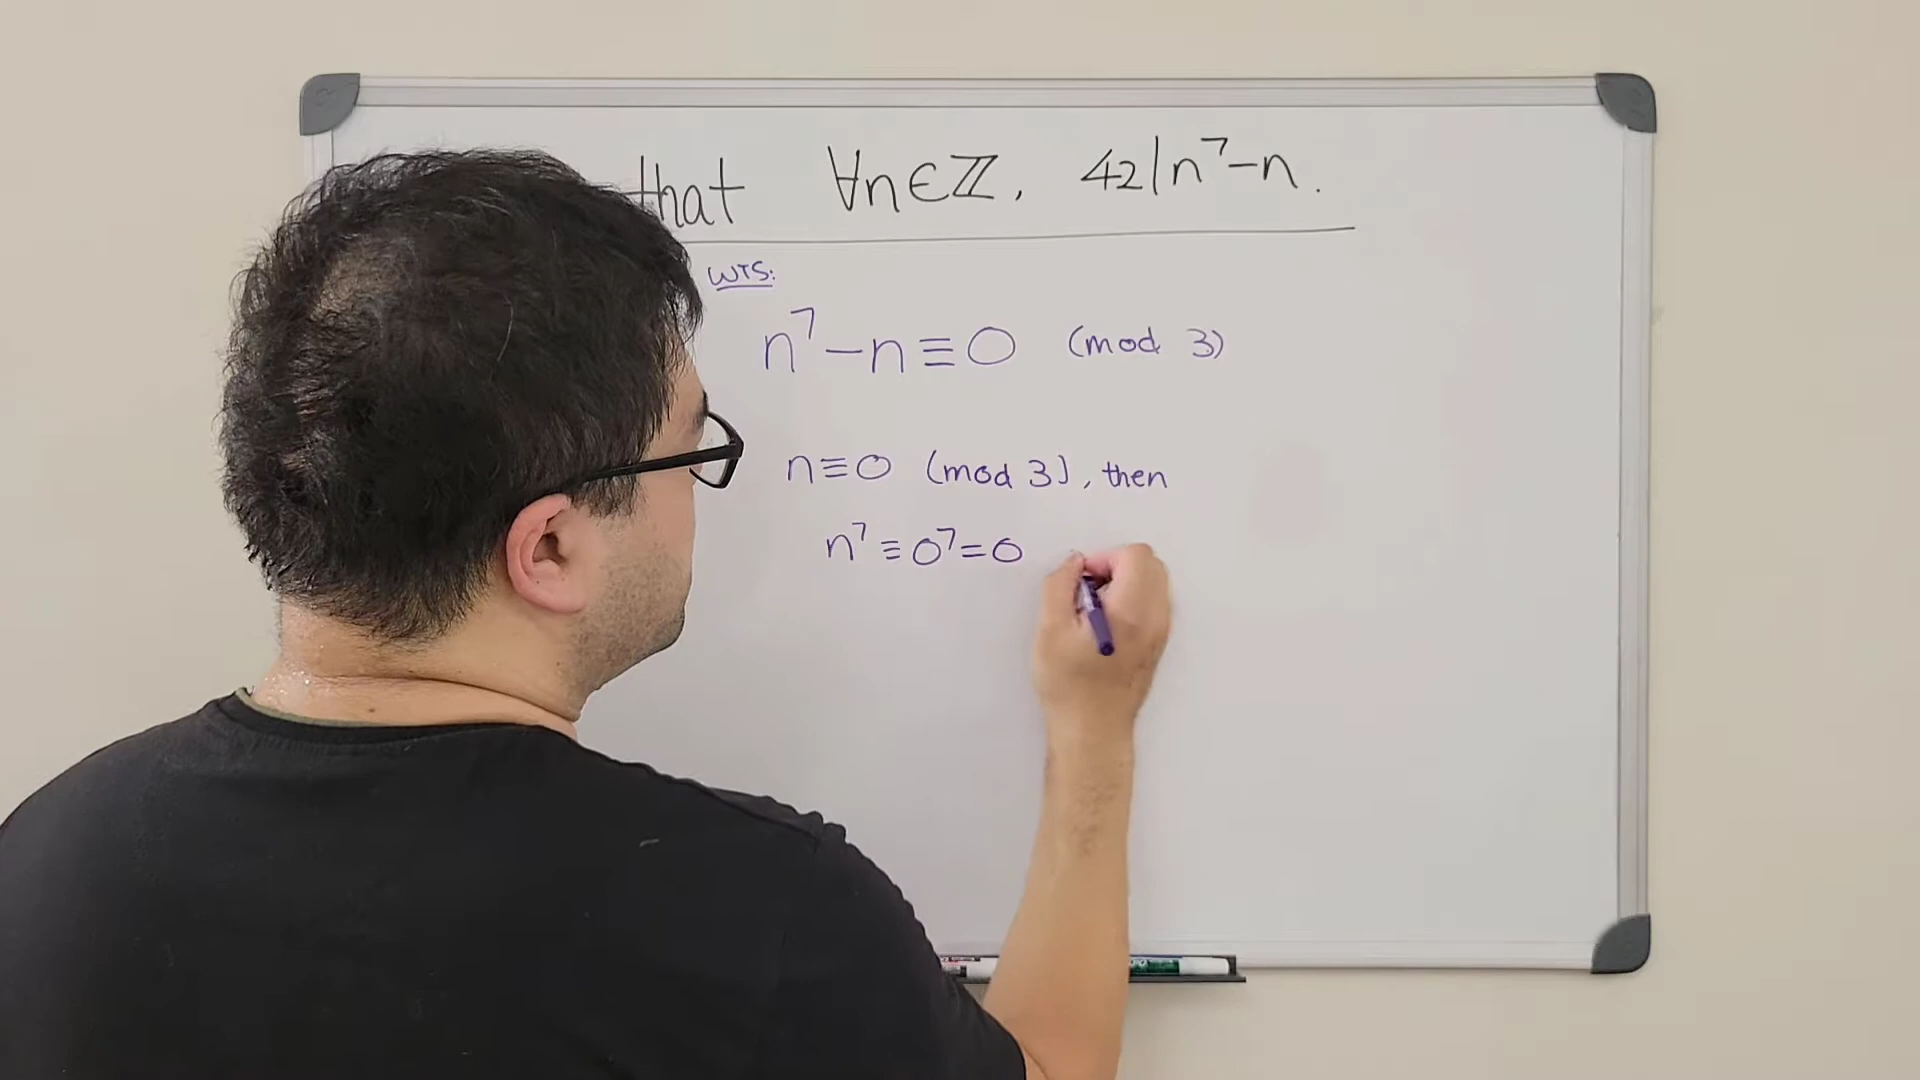 that ∀n∈ℤ, 42|n⁷-n.
WTS:
n⁷-n≡0 (mod 3)
n≡0 (mod 3), then
n⁷≡0⁷=0